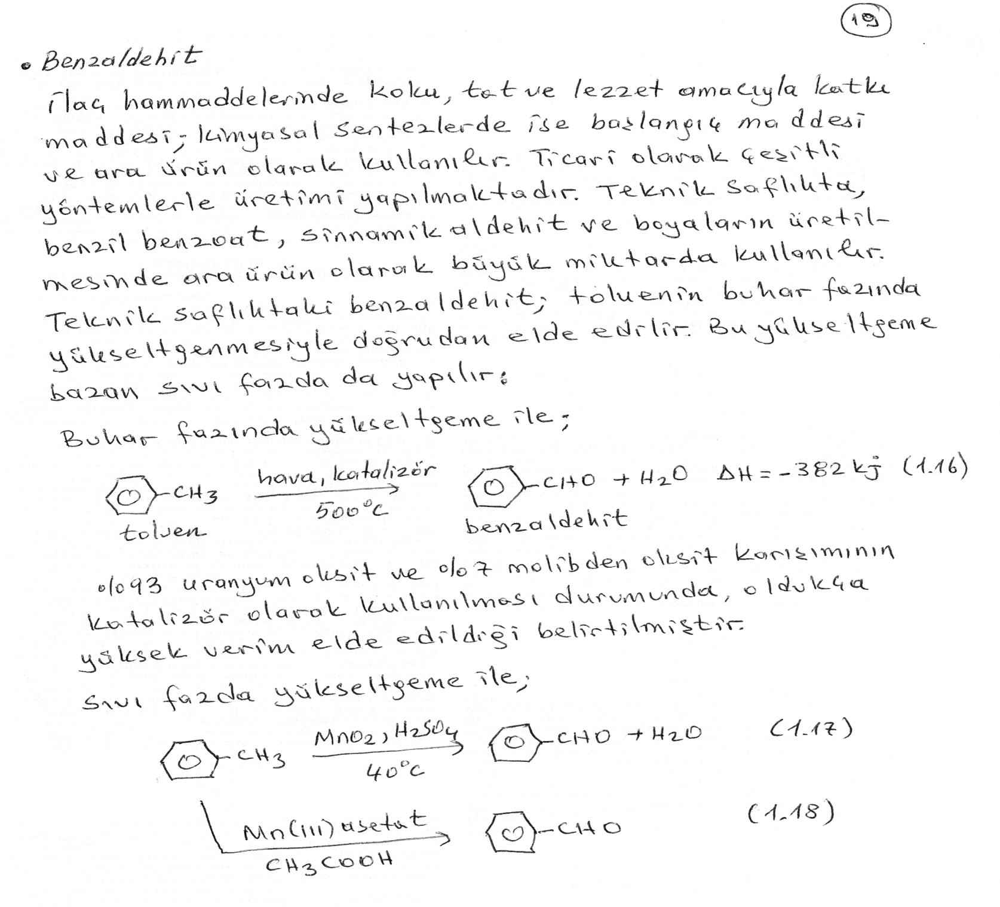 19
• Benzaldehit
ilaç hammaddelerinde koku, tat ve lezzet amacıyla katkı
maddesi; kimyasal sentezlerde ise başlangıç maddesi
ve ara ürün olarak kullanılır. Ticari olarak çeşitli
yöntemlerle üretimi yapılmaktadır. Teknik saflıkta,
benzil benzoat, sinnamik aldehit ve boyaların üretil-
mesinde ara ürün olarak büyük miktarda kullanılır.
Teknik saflıktaki benzaldehit; toluenin buhar fazında
yükseltgenmesiyle doğrudan elde edilir. Bu yükseltgeme
bazan sıvı fazda da yapılır:
Buhar fazında yükseltgeme ile;
CH3 hava, katalizör 500°C CHO + H2O ΔH = -382 kj (1.16)
toluen benzaldehit
%93 uranyum oksit ve %7 molibden oksit karışımının
katalizör olarak kullanılması durumunda, oldukça
yüksek verim elde edildiği belirtilmiştir.
Sıvı fazda yükseltgeme ile;
CH3 MnO2, H2SO4 40°C CHO + H2O (1.17)
Mn(III) asetat CH3COOH CHO (1.18)